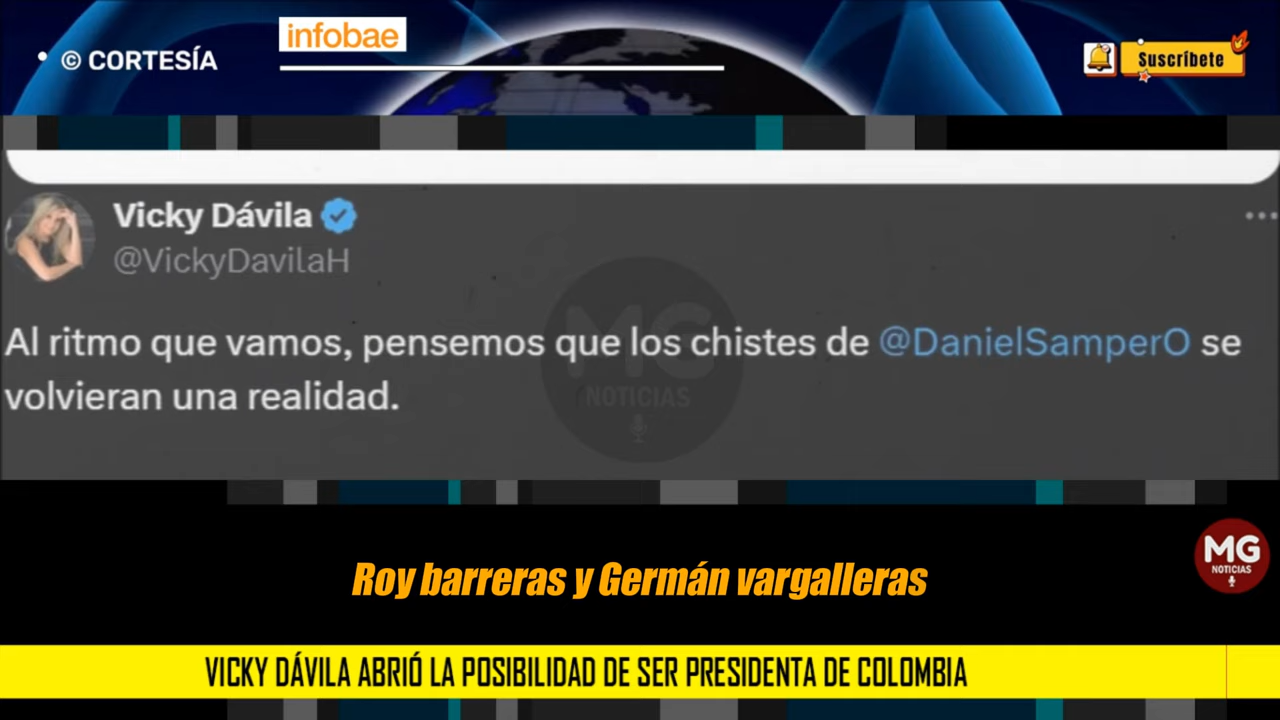 © CORTESÍA
infobae
Suscríbete
Vicky Dávila
@VickyDavilaH
Al ritmo que vamos, pensemos que los chistes de @DanielSamperO se
volvieran una realidad.
MG
NOTICIAS
Roy barreras y Germán vargalleras
MG
NOTICIAS
VICKY DÁVILA ABRIÓ LA POSIBILIDAD DE SER PRESIDENTA DE COLOMBIA